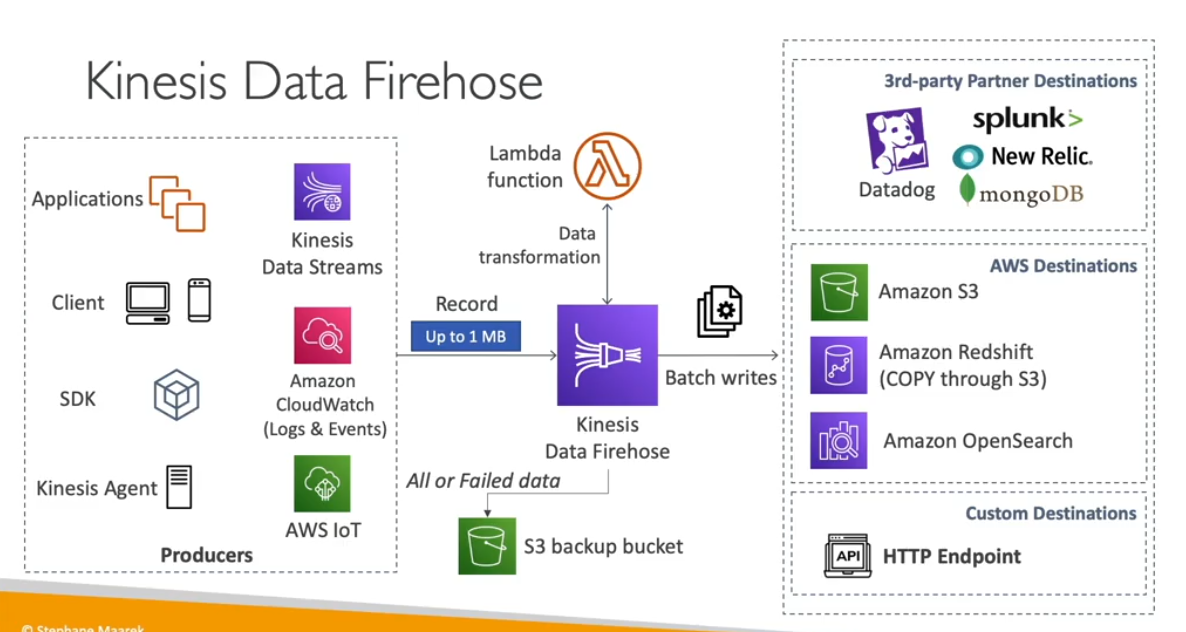 Kinesis Data Firehose
Applications
Kinesis
Data Streams
Client
Amazon
CloudWatch
(Logs & Events)
SDK
Kinesis Agent
AWS IoT
Producers
Record
Up to 1 MB
Lambda
function
Data
transformation
Kinesis
Data Firehose
All or Failed data
S3 backup bucket
Batch writes
3rd-party Partner Destinations
Datadog
splunk>
New Relic.
mongoDB
AWS Destinations
Amazon S3
Amazon Redshift
(COPY through S3)
Amazon OpenSearch
Custom Destinations
API
HTTP Endpoint
© Stephane Maarek